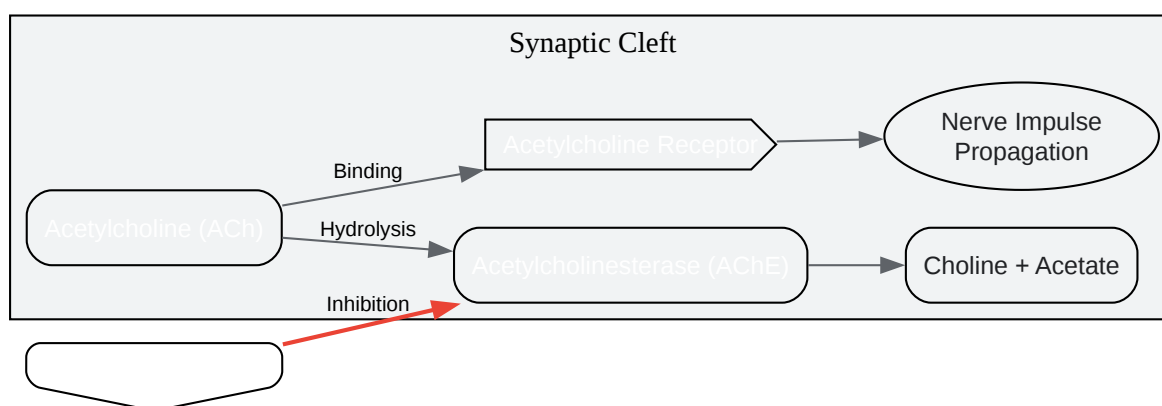 Synaptic Cleft
Acetylcholine Receptor
Nerve Impulse
Propagation
Binding
Acetylcholine (ACh)
Hydrolysis
Acetylcholinesterase (AChE)
Choline + Acetate
Inhibition